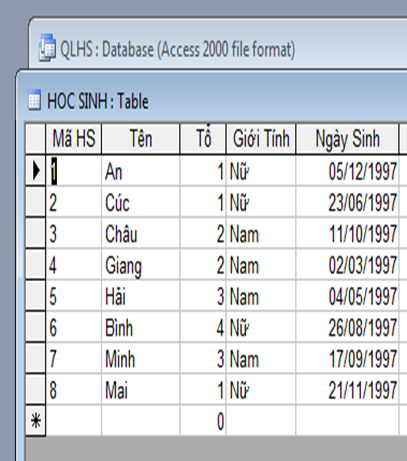 QLHS : Database (Access 2000 file format)
HOC SINH : Table
Mã HS Tên Tổ Giới Tính Ngày Sinh
1 An 1 Nữ 05/12/1997
2 Cúc 1 Nữ 23/06/1997
3 Châu 2 Nam 11/10/1997
4 Giang 2 Nam 02/03/1997
5 Hải 3 Nam 04/05/1997
6 Bình 4 Nữ 26/08/1997
7 Minh 3 Nam 17/09/1997
8 Mai 1 Nữ 21/11/1997
0